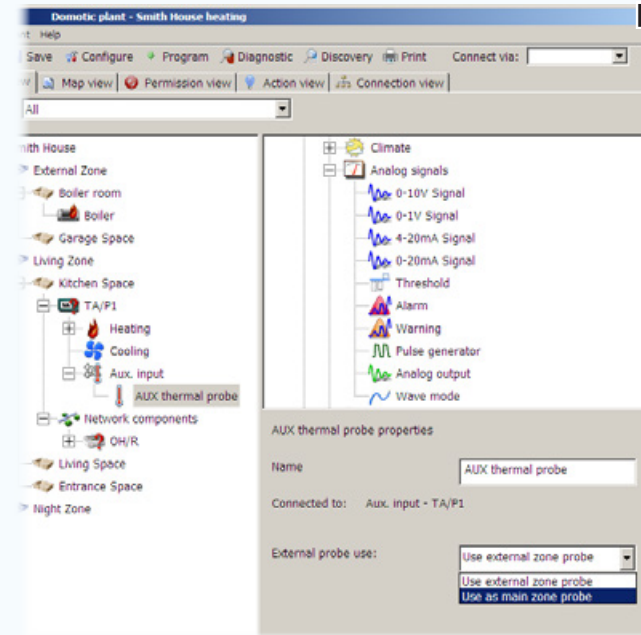 Domotic plant - Smith House heating
Help
Save Configure Program Diagnostic Discovery Print Connect via:
Map view Permission view Action view Connection view
All
Smith House
External Zone
Boiler room
Boiler
Garage Space
Living Zone
Kitchen Space
TA/P1
Heating
Cooling
Aux. input
AUX thermal probe
Network components
OH/R
Living Space
Entrance Space
Night Zone
Climate
Analog signals
0-10V Signal
0-1V Signal
4-20mA Signal
0-20mA Signal
Threshold
Alarm
Warning
Pulse generator
Analog output
Wave mode
AUX thermal probe properties
Name AUX thermal probe
Connected to: Aux. input - TA/P1
External probe use: Use external zone probe
Use external zone probe
Use as main zone probe